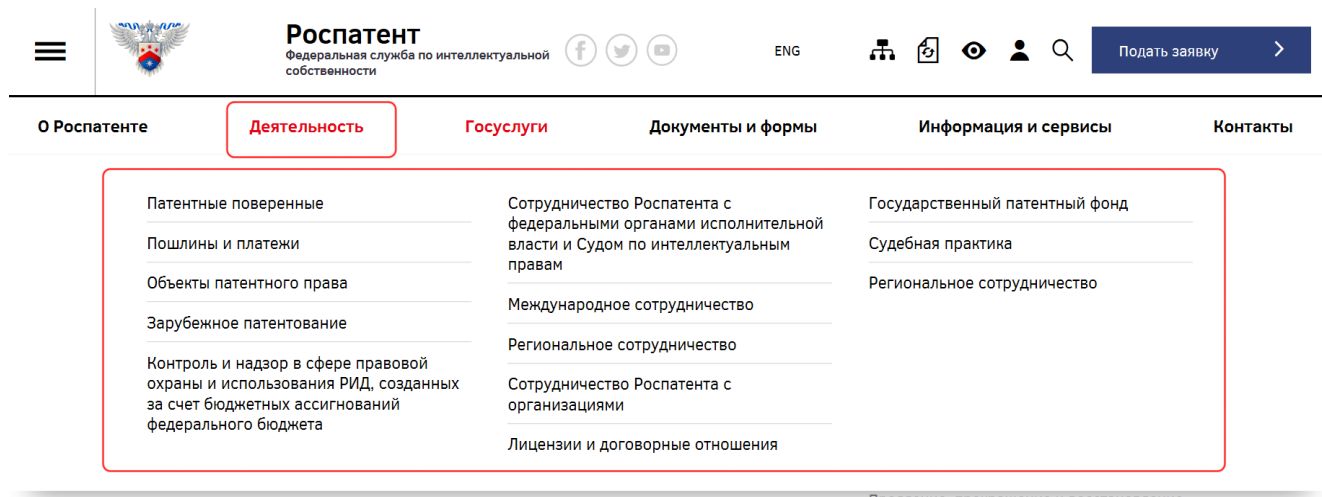 Роспатент
Федеральная служба по интеллектуальной
собственности
ENG
Подать заявку
О Роспатенте
Деятельность
Госуслуги
Документы и формы
Информация и сервисы
Контакты
Патентные поверенные
Пошлины и платежи
Объекты патентного права
Зарубежное патентование
Контроль и надзор в сфере правовой
охраны и использования РИД, созданных
за счет бюджетных ассигнований
федерального бюджета
Сотрудничество Роспатента с
федеральными органами исполнительной
власти и Судом по интеллектуальным
правам
Международное сотрудничество
Региональное сотрудничество
Сотрудничество Роспатента с
организациями
Лицензии и договорные отношения
Государственный патентный фонд
Судебная практика
Региональное сотрудничество